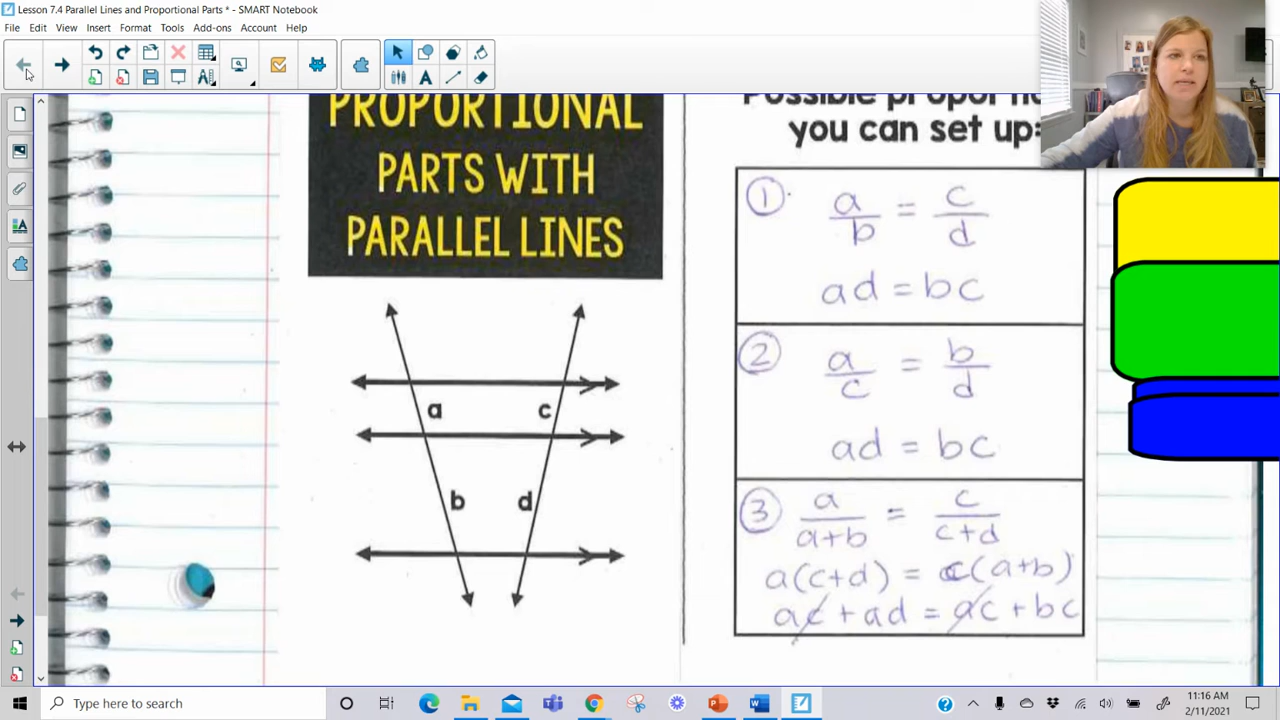 Lesson 7.4 Parallel Lines and Proportional Parts * - SMART Notebook
File Edit View Insert Format Tools Add-ons Account Help
PROPORTIONAL
PARTS WITH
PARALLEL LINES
a
c
b
d
Possible
you can set up:
① a/b = c/d
ad = bc
② a/c = b/d
ad = bc
③ a/a+b = c/c+d
a(c+d) = c(a+b)
ac + ad = ac + bc
Type here to search
11:16 AM
2/11/2021